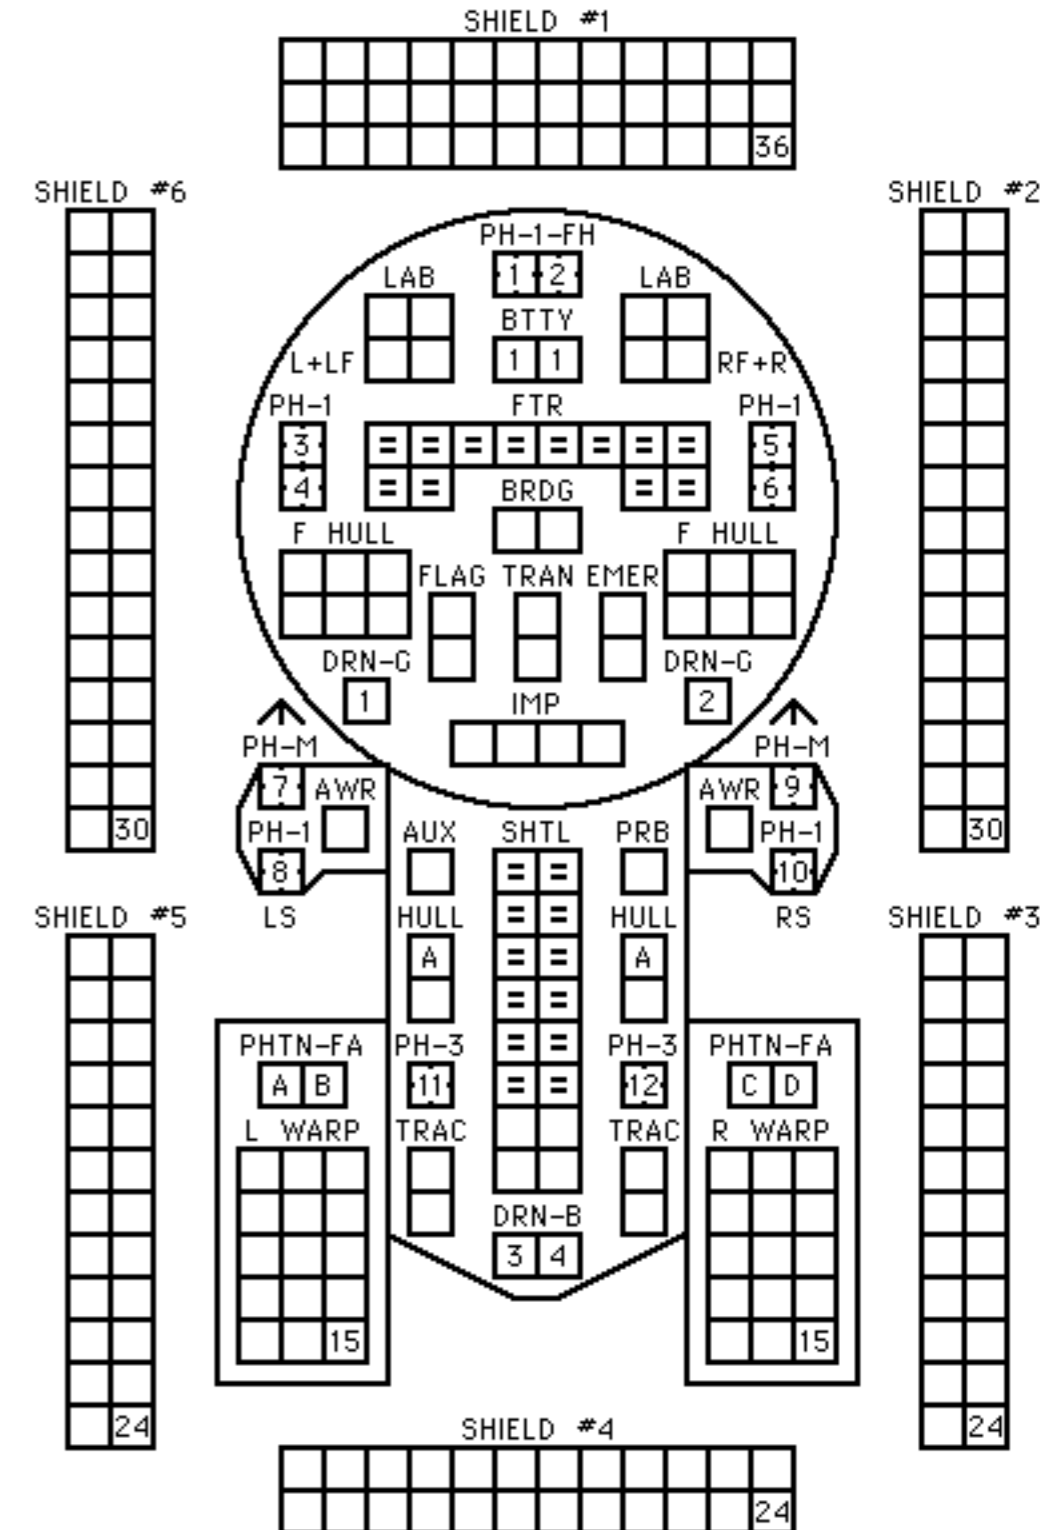 SHIELD #1
36
SHIELD #6
SHIELD #2
PH-1-FH
1 2
LAB
LAB
BTTY
1 1
L+LF
RF+R
PH-1
FTR
PH-1
3
= = = = = = = =
5
4
= =
= =
6
BRDG
F HULL
F HULL
FLAG TRAN EMER
DRN-G
DRN-G
1
2
IMP
PH-M
PH-M
7
AWR
AWR
9
30
PH-1
AUX
SHTL
PRB
PH-1
30
8
= =
10
LS
HULL
= =
HULL
RS
SHIELD #5
SHIELD #3
A
= =
A
= =
PHTN-FA
PH-3
= =
PH-3
PHTN-FA
A B
11
= =
12
C D
L WARP
TRAC
TRAC
R WARP
DRN-B
3 4
15
15
24
24
SHIELD #4
24